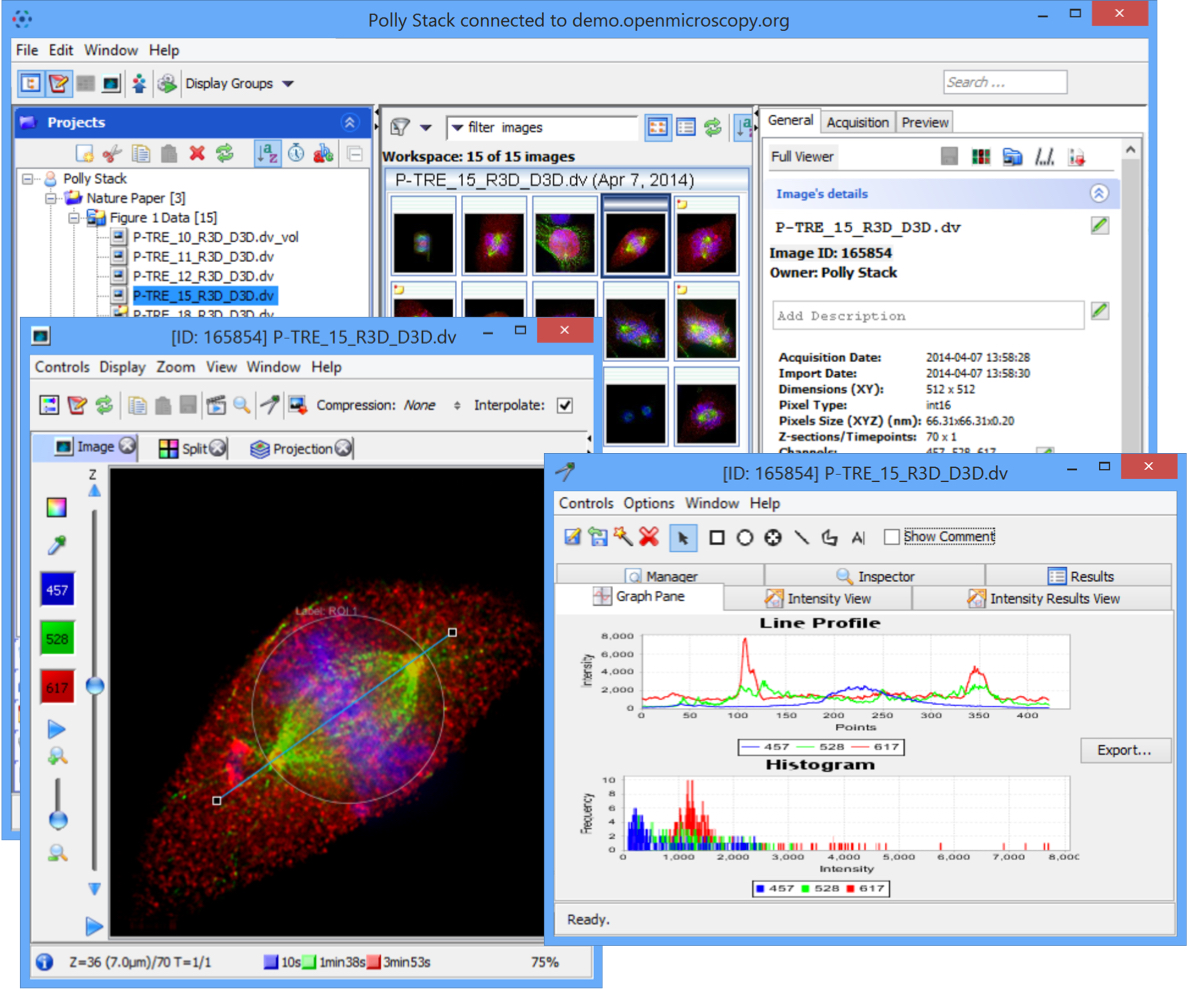 Polly Stack connected to demo.openmicroscopy.org
File Edit Window Help
Display Groups
Search ...
Projects
Polly Stack
Nature Paper [3]
Figure 1 Data [15]
P-TRE_10_R3D_D3D.dv_vol
P-TRE_11_R3D_D3D.dv
P-TRE_12_R3D_D3D.dv
P-TRE_15_R3D_D3D.dv
P-TRE_18_R3D_D3D.dv
filter images
Workspace: 15 of 15 images
P-TRE_15_R3D_D3D.dv (Apr 7, 2014)
General Acquisition Preview
Full Viewer
Image's details
P-TRE_15_R3D_D3D.dv
Image ID: 165854
Owner: Polly Stack
Add Description
Acquisition Date: 2014-04-07 13:58:28
Import Date: 2014-04-07 13:58:30
Dimensions (XY): 512 x 512
Pixel Type: int16
Pixels Size (XYZ) (nm): 66.31x66.31x0.20
Z-sections/Timepoints: 70 x 1
Channels: 457, 528, 617
[ID: 165854] P-TRE_15_R3D_D3D.dv
Controls Display Zoom View Window Help
Compression: None Interpolate:
Image Split Projection
Z
457
528
617
Label: ROI 1
Z=36 (7.0µm)/70 T=1/1 10s 1min38s 3min53s 75%
[ID: 165854] P-TRE_15_R3D_D3D.dv
Controls Options Window Help
A Show Comment
Manager Inspector Results
Graph Pane Intensity View Intensity Results View
Line Profile
Intensity
8,000
6,000
4,000
2,000
0
0 50 100 150 200 250 300 350 400
Points
457 528 617
Export...
Histogram
Frequency
10
8
6
4
2
0
0 1,000 2,000 3,000 4,000 5,000 6,000 7,000 8,000
Intensity
457 528 617
Ready.